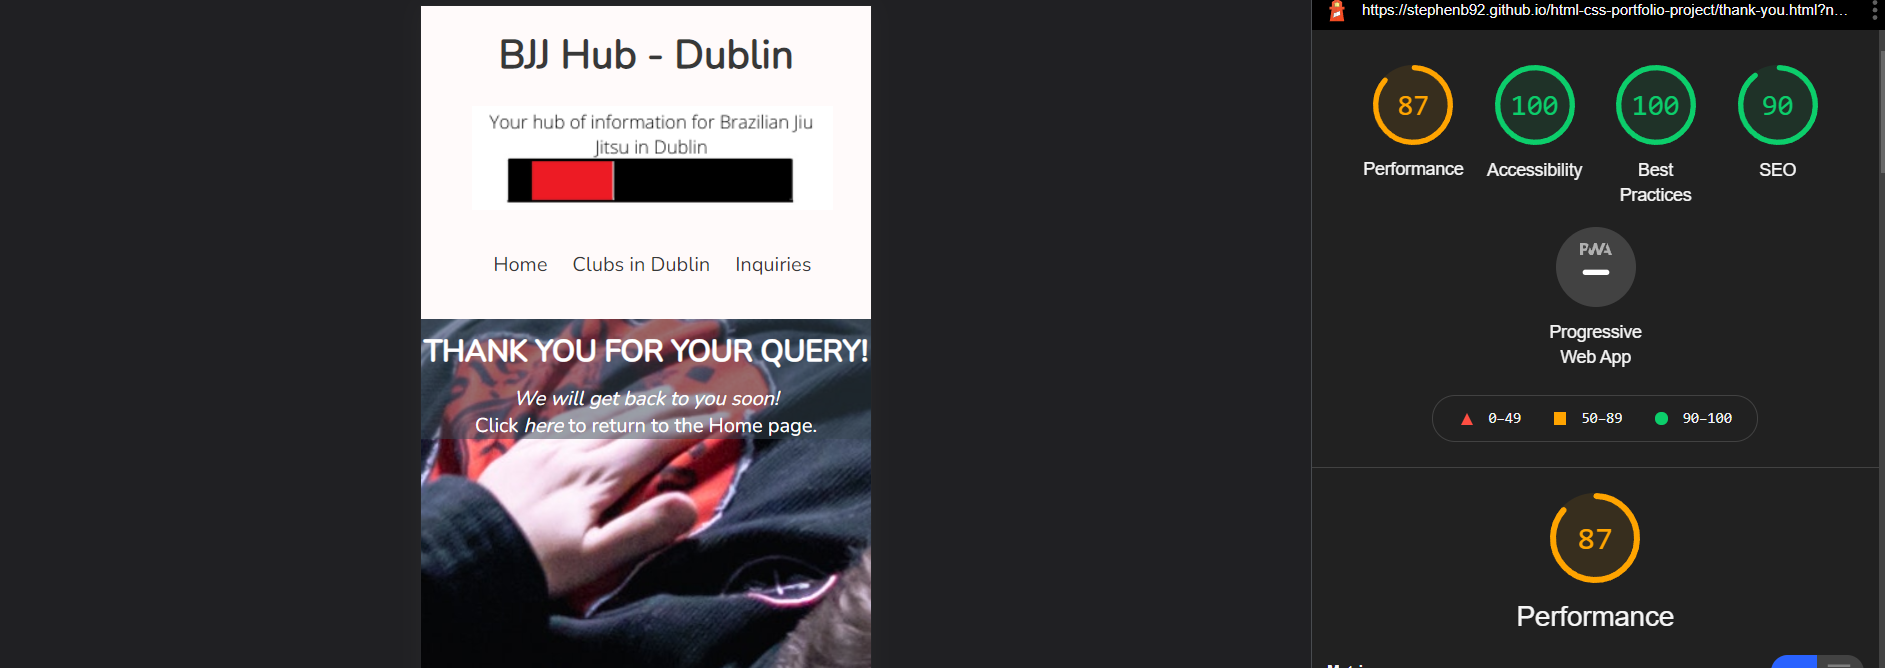 BJJ Hub - Dublin
Your hub of information for Brazilian Jiu
Jitsu in Dublin
Home Clubs in Dublin Inquiries
THANK YOU FOR YOUR QUERY!
We will get back to you soon!
Click here to return to the Home page.
https://stephenb92.github.io/html-css-portfolio-project/thank-you.html?n...
87 100 100 90
Performance Accessibility Best Practices SEO
PWA
Progressive
Web App
0–49 50–89 90–100
87
Performance